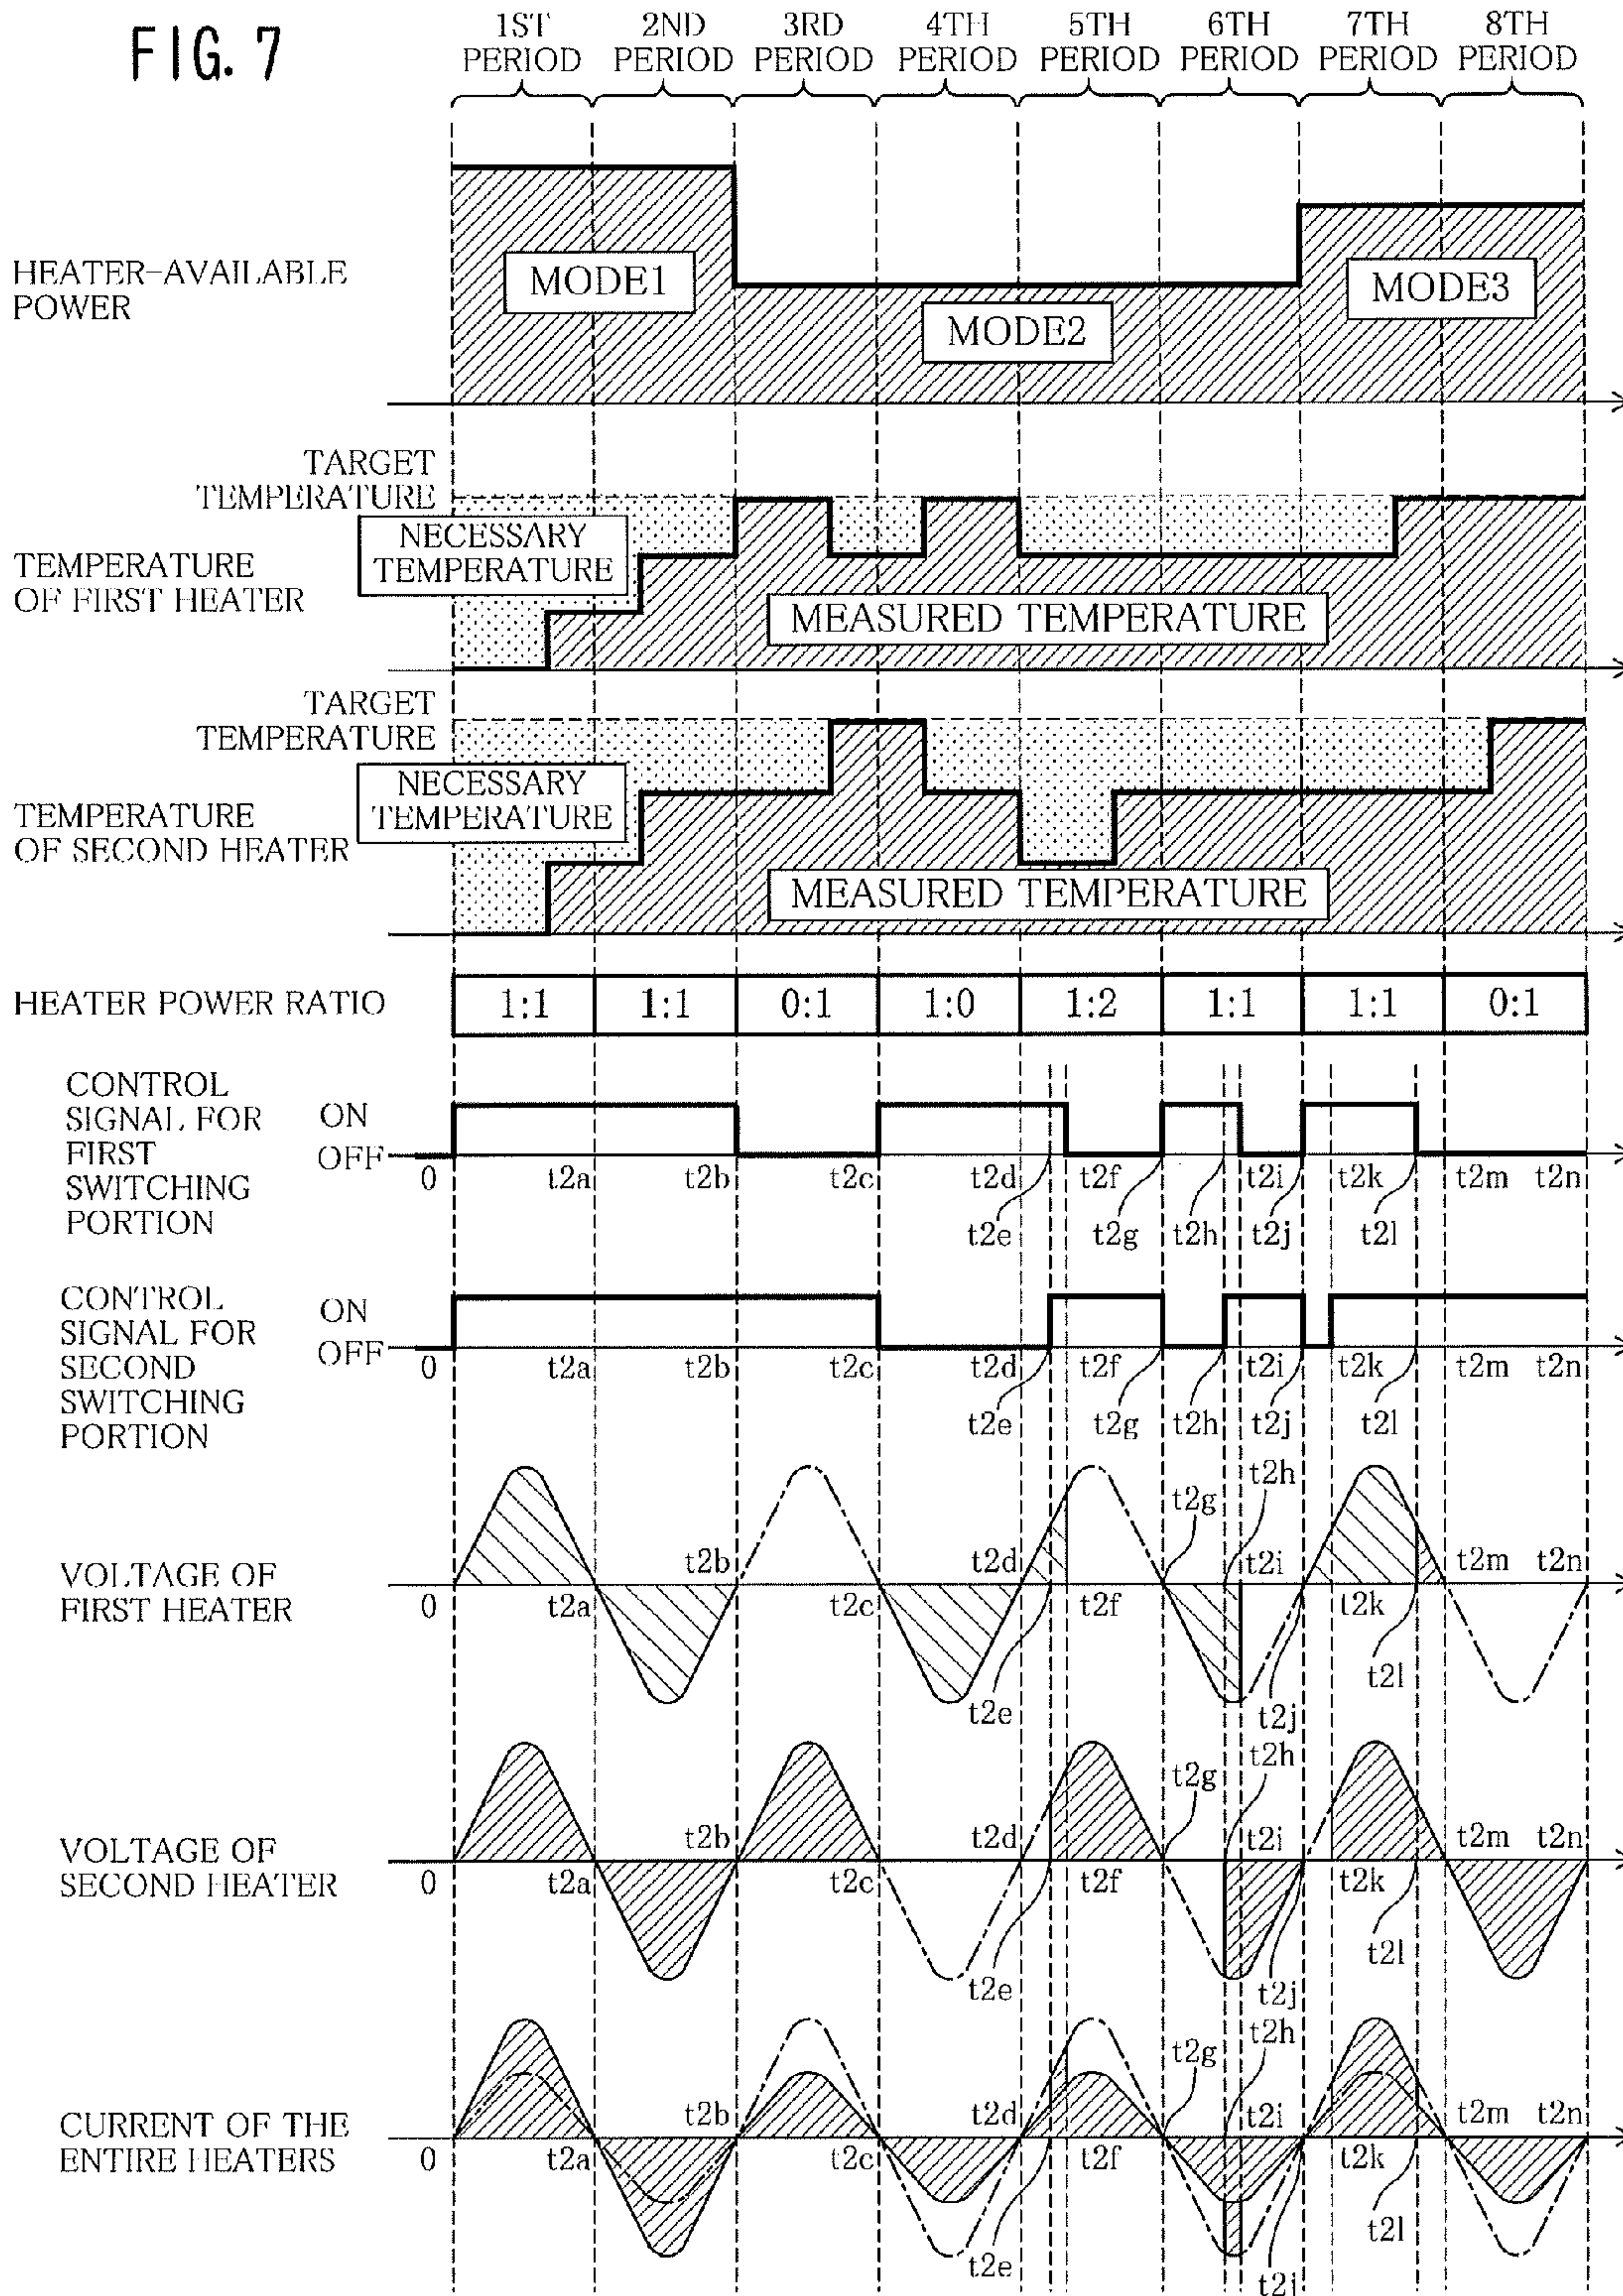 FIG. 7
1ST PERIOD
2ND PERIOD
3RD PERIOD
4TH PERIOD
5TH PERIOD
6TH PERIOD
7TH PERIOD
8TH PERIOD
HEATER-AVAILABLE
POWER
MODE1
MODE2
MODE3
TARGET
TEMPERATURE
NECESSARY
TEMPERATURE
TEMPERATURE
OF FIRST HEATER
MEASURED TEMPERATURE
TARGET
TEMPERATURE
NECESSARY
TEMPERATURE
TEMPERATURE
OF SECOND HEATER
MEASURED TEMPERATURE
HEATER POWER RATIO
1:1 1:1 0:1 1:0 1:2 1:1 1:1 0:1
CONTROL
SIGNAL FOR
FIRST
SWITCHING
PORTION
ON
OFF
0 t2a t2b t2c t2d t2f t2i t2k t2m t2n
t2e t2g t2h t2j t2l
CONTROL
SIGNAL FOR
SECOND
SWITCHING
PORTION
ON
OFF
0 t2a t2b t2c t2d t2f t2i t2k t2m t2n
t2e t2g t2h t2j t2l
t2h
t2g
VOLTAGE OF
FIRST HEATER
t2b t2d t2i t2m t2n
0 t2a t2c t2f t2k
t2l
t2e t2j
t2h
t2g
VOLTAGE OF
SECOND HEATER
t2b t2d t2i t2m t2n
0 t2a t2c t2f t2k
t2l
t2e t2j
t2h
t2g
CURRENT OF THE
ENTIRE HEATERS
t2b t2d t2i t2m t2n
0 t2a t2c t2f t2k
t2l
t2e t2j